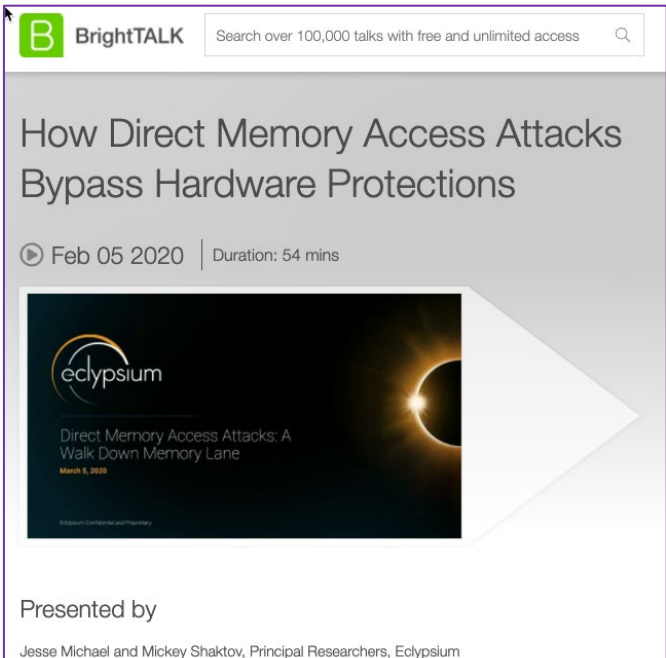 BrightTALK
Search over 100,000 talks with free and unlimited access
How Direct Memory Access Attacks
Bypass Hardware Protections
Feb 05 2020 | Duration: 54 mins
eclypsium
Direct Memory Access Attacks: A
Walk Down Memory Lane
March 5, 2020
Eclypsium Confidential and Proprietary
Presented by
Jesse Michael and Mickey Shaktov, Principal Researchers, Eclypsium